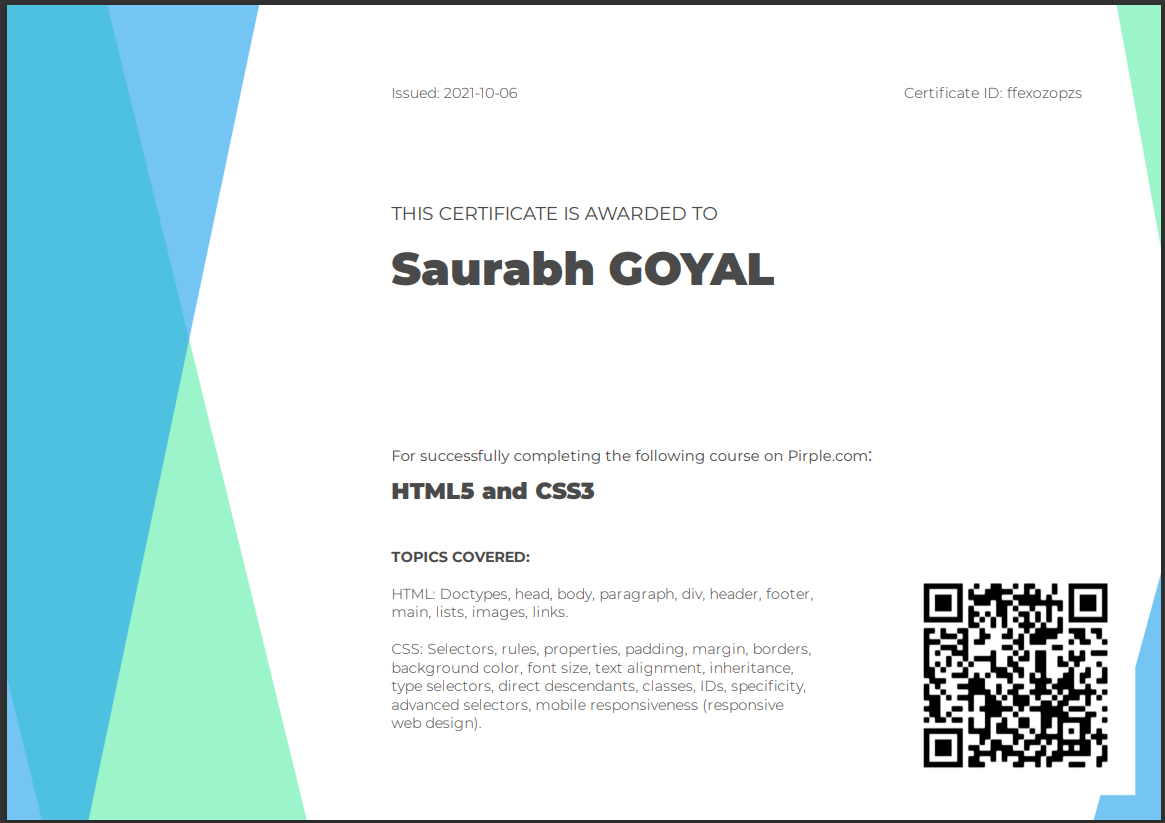 Issued: 2021-10-06
Certificate ID: ffexozopzs
THIS CERTIFICATE IS AWARDED TO
Saurabh GOYAL
For successfully completing the following course on Pirple.com:
HTML5 and CSS3
TOPICS COVERED:
HTML: Doctypes, head, body, paragraph, div, header, footer,
main, lists, images, links.
CSS: Selectors, rules, properties, padding, margin, borders,
background color, font size, text alignment, inheritance,
type selectors, direct descendants, classes, IDs, specificity,
advanced selectors, mobile responsiveness (responsive
web design).